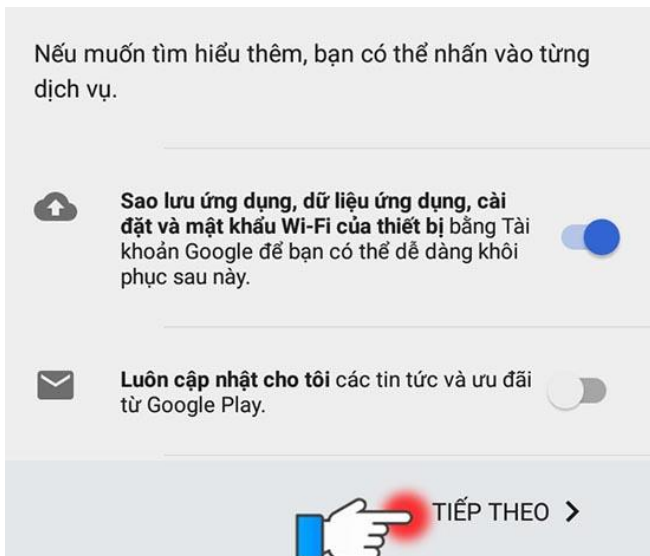 Nếu muốn tìm hiểu thêm, bạn có thể nhấn vào từng
dịch vụ.
Sao lưu ứng dụng, dữ liệu ứng dụng, cài
đặt và mật khẩu Wi-Fi của thiết bị bằng Tài
khoản Google để bạn có thể dễ dàng khôi
phục sau này.
Luôn cập nhật cho tôi các tin tức và ưu đãi
từ Google Play.
TIẾP THEO